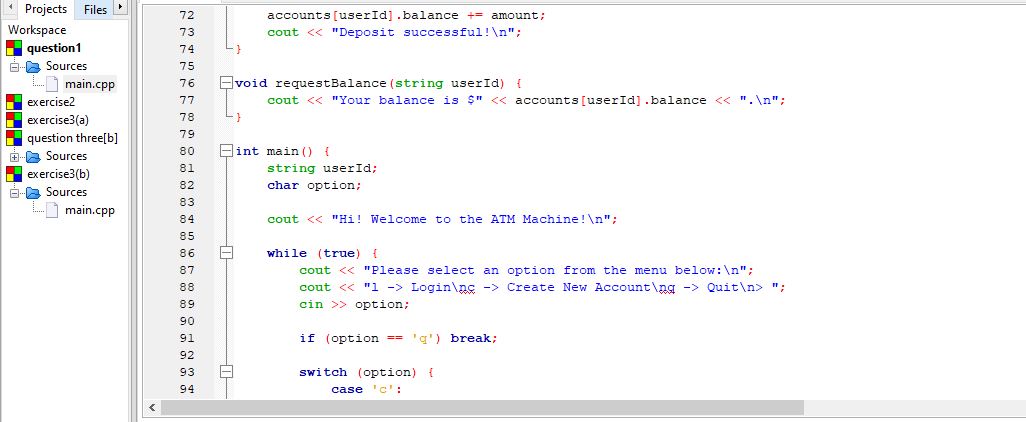 Projects Files
Workspace
question1
Sources
main.cpp
exercise2
exercise3(a)
question three[b]
Sources
exercise3(b)
Sources
main.cpp
72 accounts[userId].balance += amount;
73 cout << "Deposit successful!\n";
74 }
75
76 void requestBalance(string userId) {
77 cout << "Your balance is $" << accounts[userId].balance << ".\n";
78 }
79
80 int main() {
81 string userId;
82 char option;
83
84 cout << "Hi! Welcome to the ATM Machine!\n";
85
86 while (true) {
87 cout << "Please select an option from the menu below:\n";
88 cout << "l -> Login\nc -> Create New Account\nq -> Quit\n> ";
89 cin >> option;
90
91 if (option == 'q') break;
92
93 switch (option) {
94 case 'c':